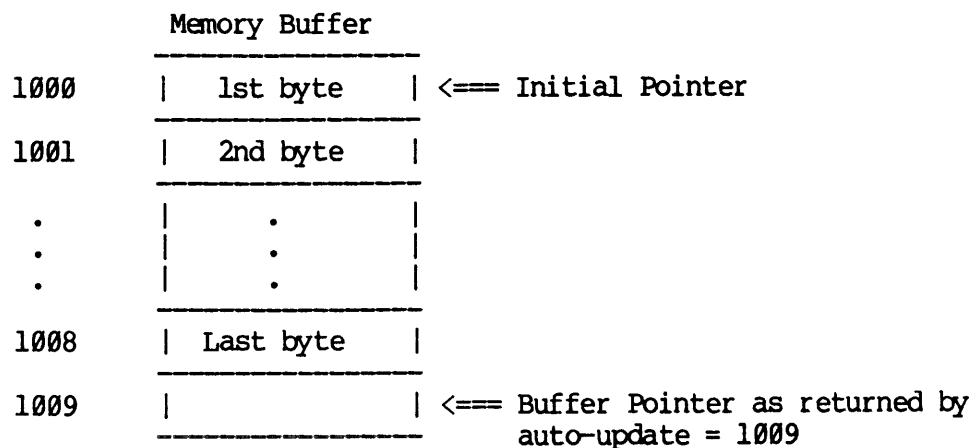 Memory Buffer
1000 | 1st byte | <=== Initial Pointer
1001 | 2nd byte |
. | . |
. | . |
. | . |
1008 | Last byte |
1009 | | <=== Buffer Pointer as returned by
auto-update = 1009